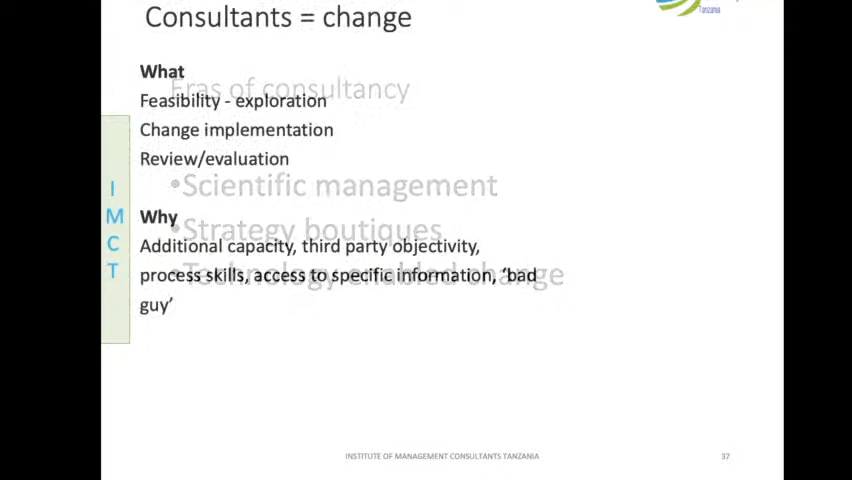 Consultants = change
Tanzania
What
Eras of consultancy
Feasibility - exploration
Change implementation
Review/evaluation
•Scientific management
Why
•Strategy boutiques
Additional capacity, third party objectivity,
process skills, access to specific information, ‘bad
•Technology enabled change
guy’
I
M
C
T
INSTITUTE OF MANAGEMENT CONSULTANTS TANZANIA
37